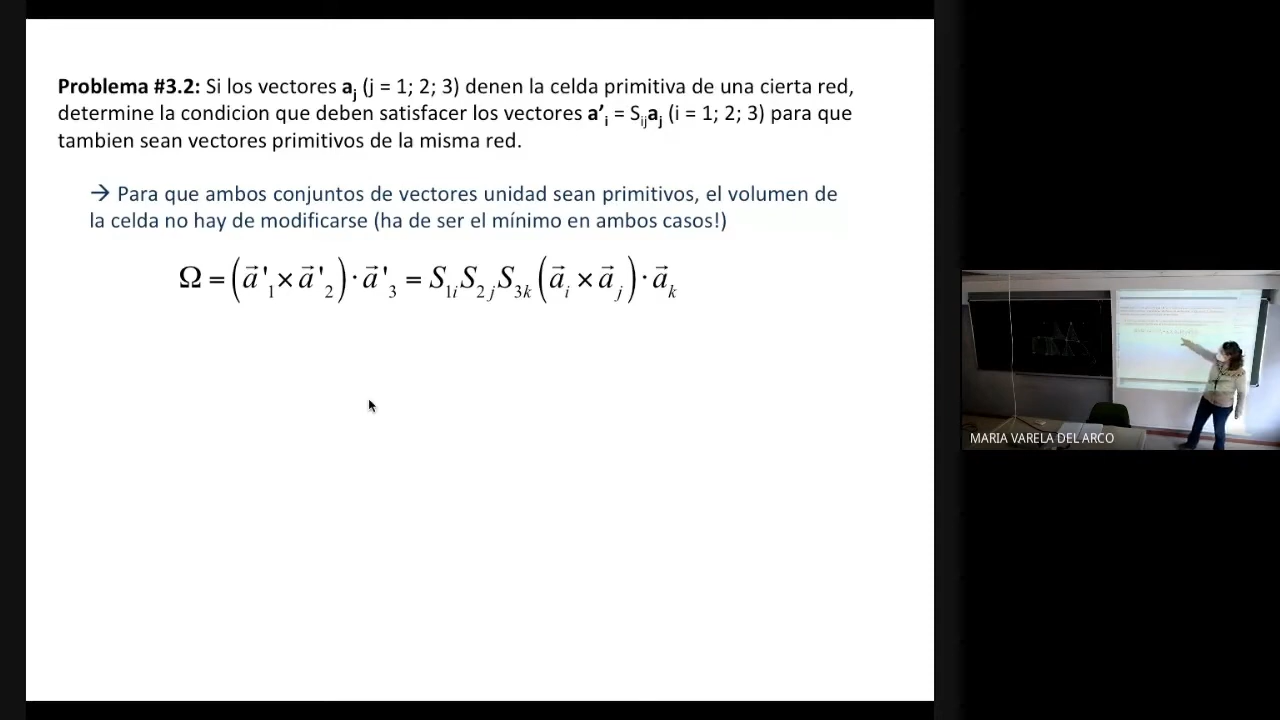 Problema #3.2: Si los vectores aj (j = 1; 2; 3) denen la celda primitiva de una cierta red,
determine la condicion que deben satisfacer los vectores a’i = Sijaj (i = 1; 2; 3) para que
tambien sean vectores primitivos de la misma red.
→ Para que ambos conjuntos de vectores unidad sean primitivos, el volumen de
la celda no hay de modificarse (ha de ser el mínimo en ambos casos!)
Ω = (a⃗'₁ × a⃗'₂) · a⃗'₃ = S₁ᵢS₂ⱼS₃ₖ (a⃗ᵢ × a⃗ⱼ) · a⃗ₖ
MARIA VARELA DEL ARCO